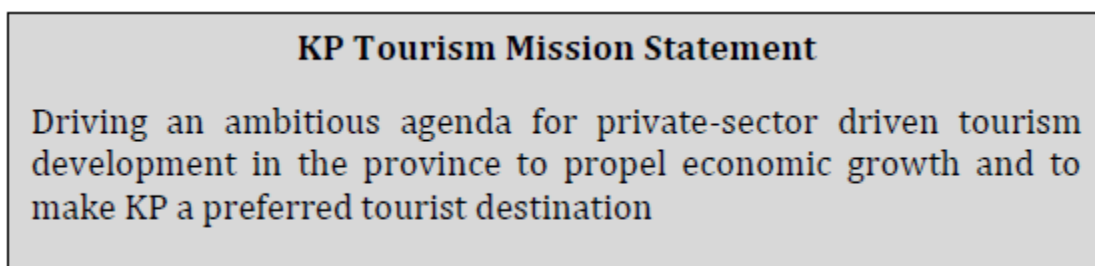 KP Tourism Mission Statement
Driving an ambitious agenda for private-sector driven tourism
development in the province to propel economic growth and to
make KP a preferred tourist destination